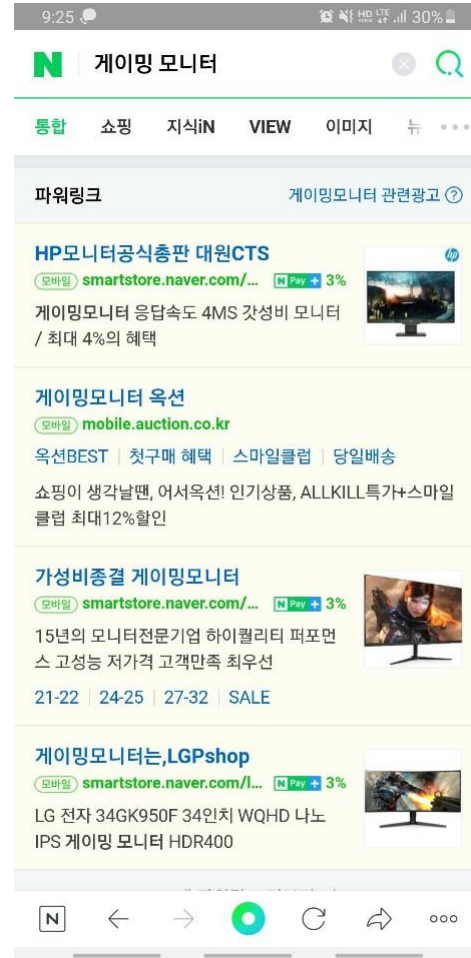 9:25
HD LTE 30%
N 게이밍 모니터
통합 쇼핑 지식iN VIEW 이미지 뉴
파워링크 게이밍모니터 관련광고 ?
HP모니터공식총판 대원CTS
hp
모바일 smartstore.naver.com/... N Pay + 3%
게이밍모니터 응답속도 4MS 갓성비 모니터
/ 최대 4%의 혜택
게이밍모니터 옥션
모바일 mobile.auction.co.kr
옥션BEST | 첫구매 혜택 | 스마일클럽 | 당일배송
쇼핑이 생각날땐, 어서옥션! 인기상품, ALLKILL특가+스마일
클럽 최대12%할인
가성비종결 게이밍모니터
모바일 smartstore.naver.com/... N Pay + 3%
15년의 모니터전문기업 하이퀄리티 퍼포먼
스 고성능 저가격 고객만족 최우선
21-22 | 24-25 | 27-32 | SALE
게이밍모니터는,LGPshop
모바일 smartstore.naver.com/l... N Pay + 3%
LG 전자 34GK950F 34인치 WQHD 나노
IPS 게이밍 모니터 HDR400
N